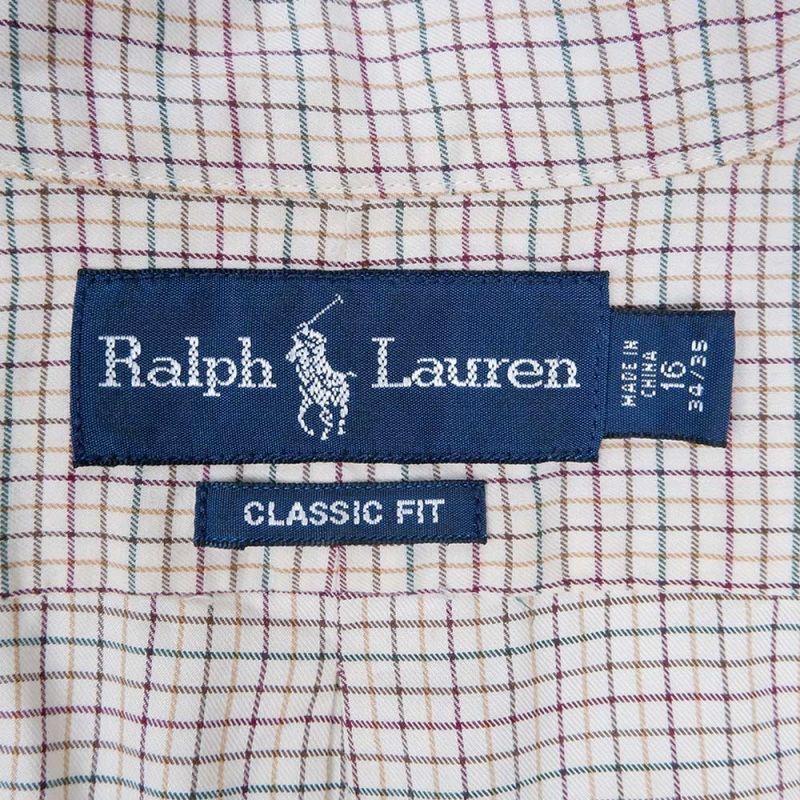 Ralph Lauren
MADE IN
CHINA
16
34/35
CLASSIC FIT